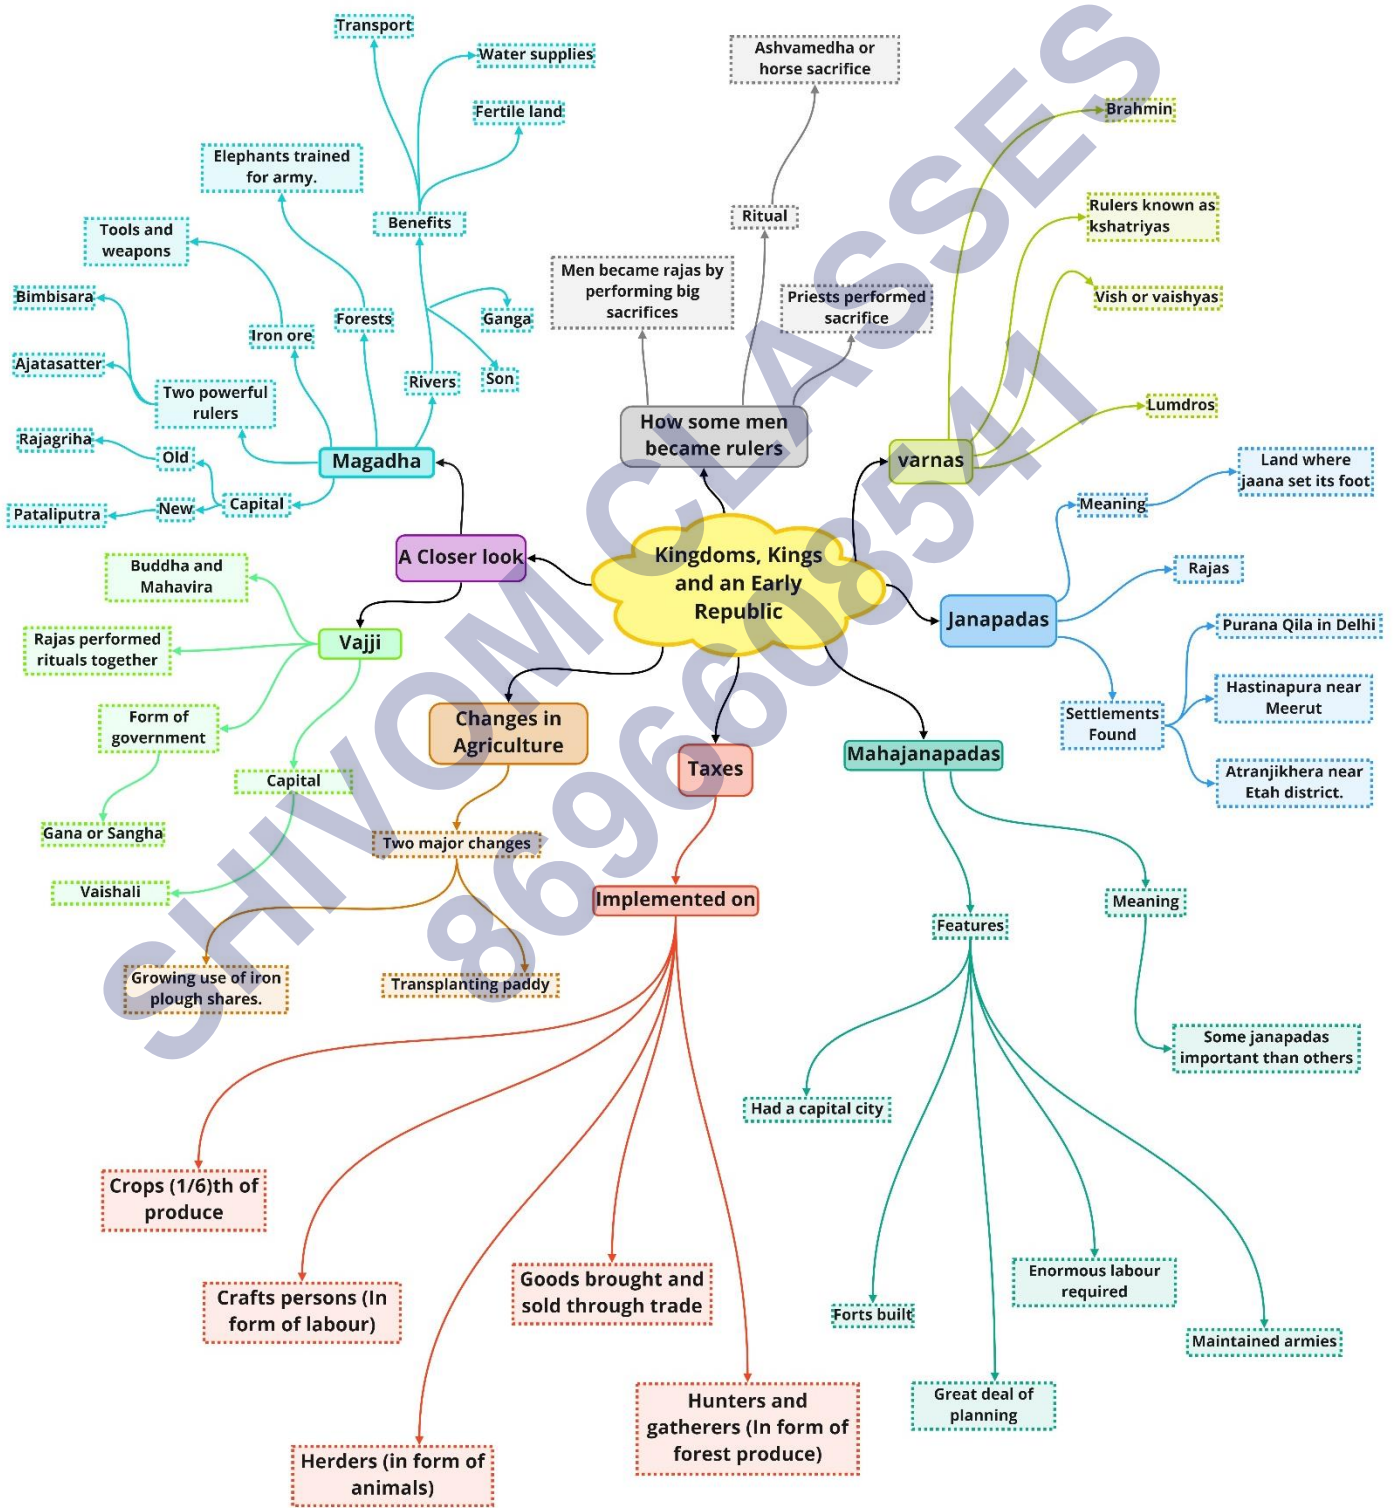 Transport
Water supplies
Fertile land
Elephants trained
for army.
Benefits
Tools and
weapons
Bimbisara
Ajatasatter
Iron ore
Forests
Ganga
Son
Rivers
Two powerful
rulers
Rajagriha
Old
Magadha
Pataliputra
New
Capital
A Closer look
Buddha and
Mahavira
Rajas performed
rituals together
Vajji
Form of
government
Gana or Sangha
Capital
Vaishali
Ashvamedha or
horse sacrifice
Ritual
Men became rajas by
performing big
sacrifices
Priests performed
sacrifice
How some men
became rulers
Brahmin
Rulers known as
kshatriyas
Vish or vaishyas
Lumdros
varnas
Kingdoms, Kings
and an Early
Republic
Land where
jaana set its foot
Meaning
Rajas
Janapadas
Purana Qila in Delhi
Hastinapura near
Meerut
Settlements
Found
Atranjikhera near
Etah district.
Changes in
Agriculture
Two major changes
Growing use of iron
plough shares.
Transplanting paddy
Taxes
Implemented on
Crops (1/6)th of
produce
Crafts persons (In
form of labour)
Herders (in form of
animals)
Goods brought and
sold through trade
Hunters and
gatherers (In form of
forest produce)
Mahajanapadas
Meaning
Features
Some janapadas
important than others
Had a capital city
Forts built
Great deal of
planning
Enormous labour
required
Maintained armies
SHIVOM CLASSES
8696608541